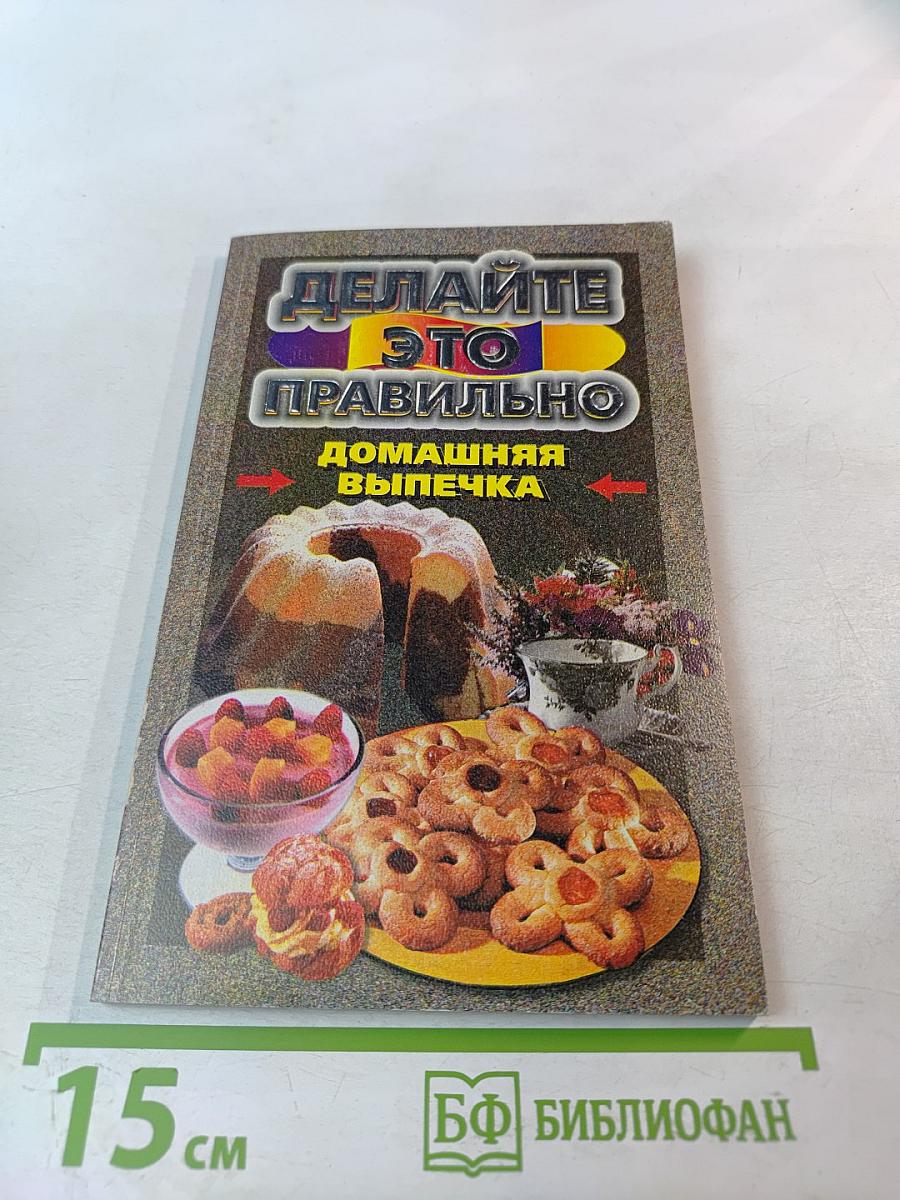 ДЕЛАЙТЕ
ЭТО
ПРАВИЛЬНО
ДОМАШНЯЯ
ВЫПЕЧКА
15 см
БФ БИБЛИОФАН